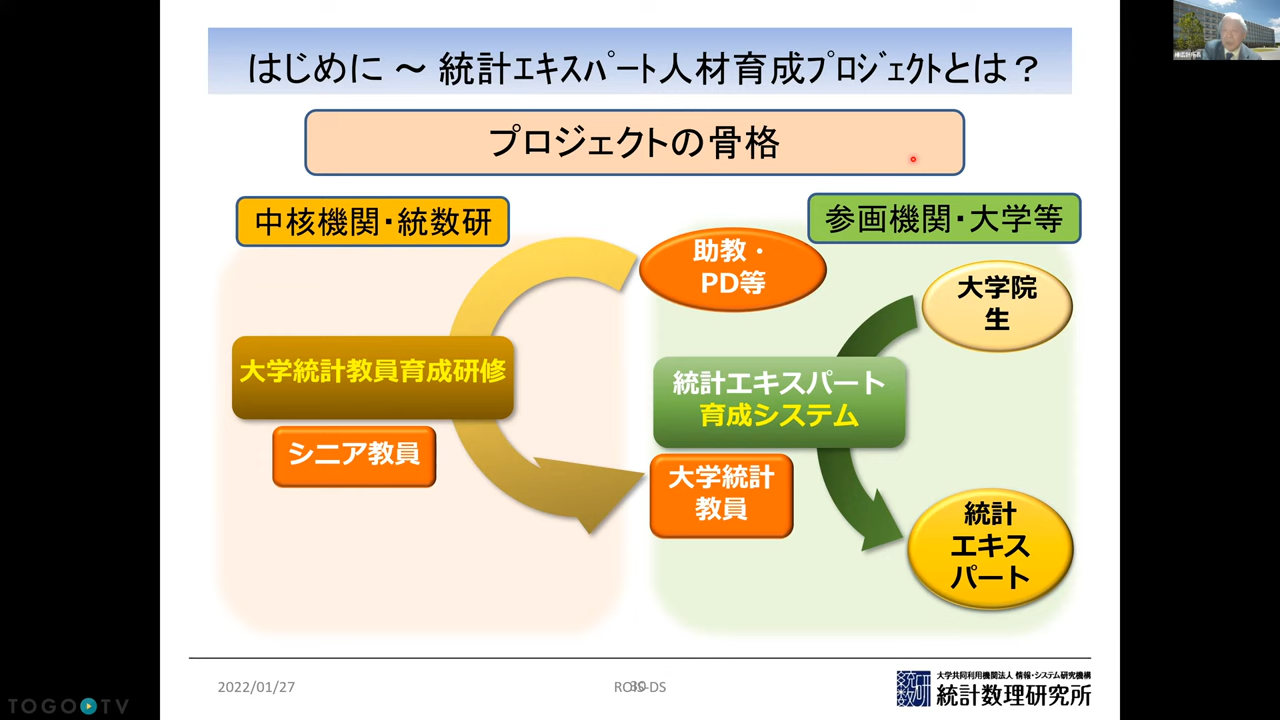 はじめに ～ 統計ｴｷｽﾊﾟｰﾄ人材育成ﾌﾟﾛｼﾞｪｸﾄとは？
プロジェクトの骨格
中核機関・統数研
参画機関・大学等
助教・
PD等
大学院
生
大学統計教員育成研修
統計エキスパート
育成システム
シニア教員
大学統計
教員
統計
エキス
パート
2022/01/27
ROIS-DS
30
大学共同利用機関法人 情報・システム研究機構
統計数理研究所
TOGO TV